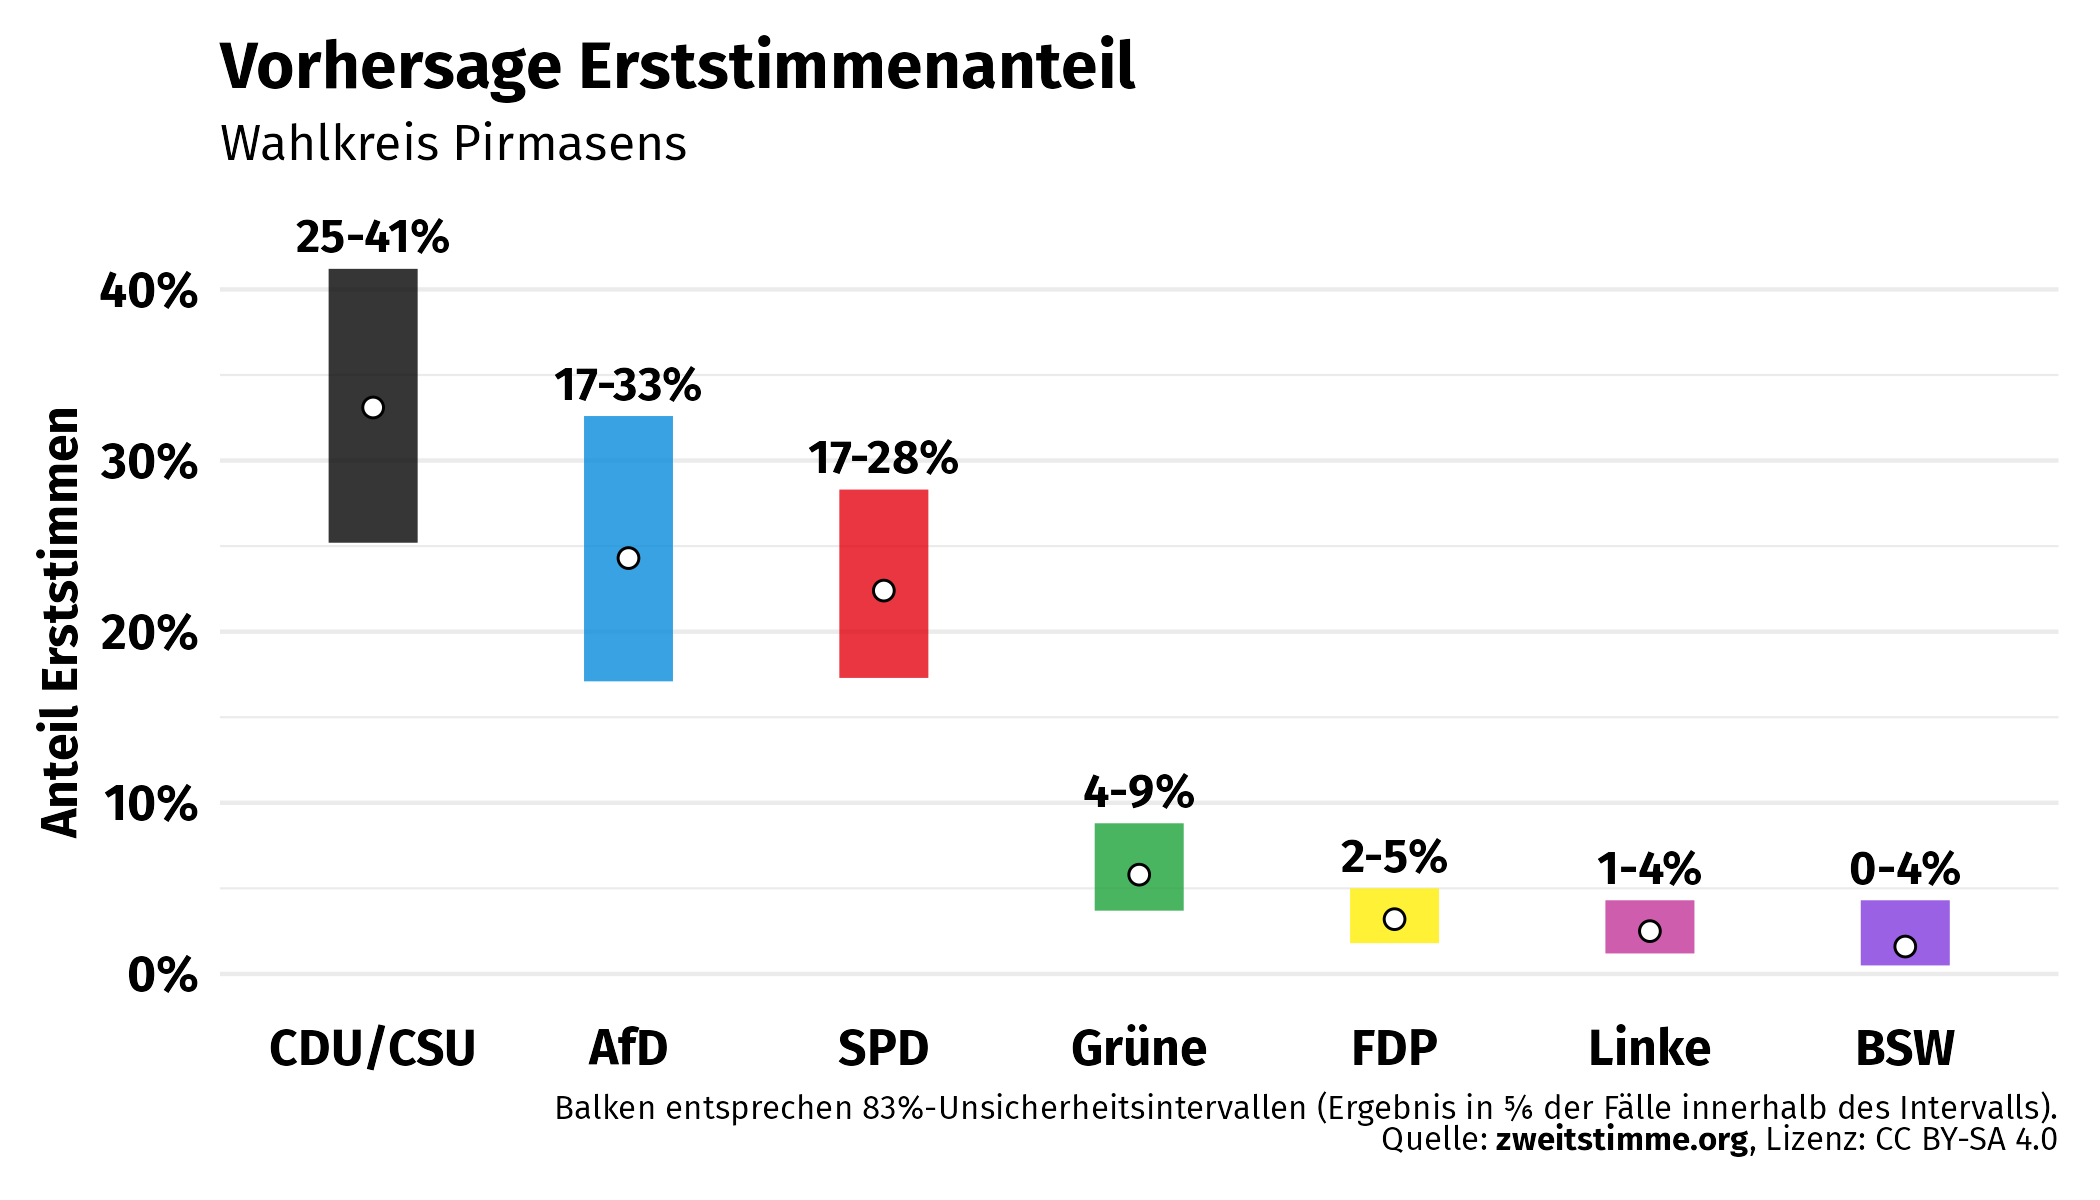 Vorhersage Erststimmenanteil
Wahlkreis Pirmasens
Anteil Erststimmen
40%
30%
20%
10%
0%
25-41%
17-33%
17-28%
4-9%
2-5%
1-4%
0-4%
CDU/CSU AfD SPD Grüne FDP Linke BSW
Balken entsprechen 83%-Unsicherheitsintervallen (Ergebnis in ⅚ der Fälle innerhalb des Intervalls).
Quelle: zweitstimme.org, Lizenz: CC BY-SA 4.0